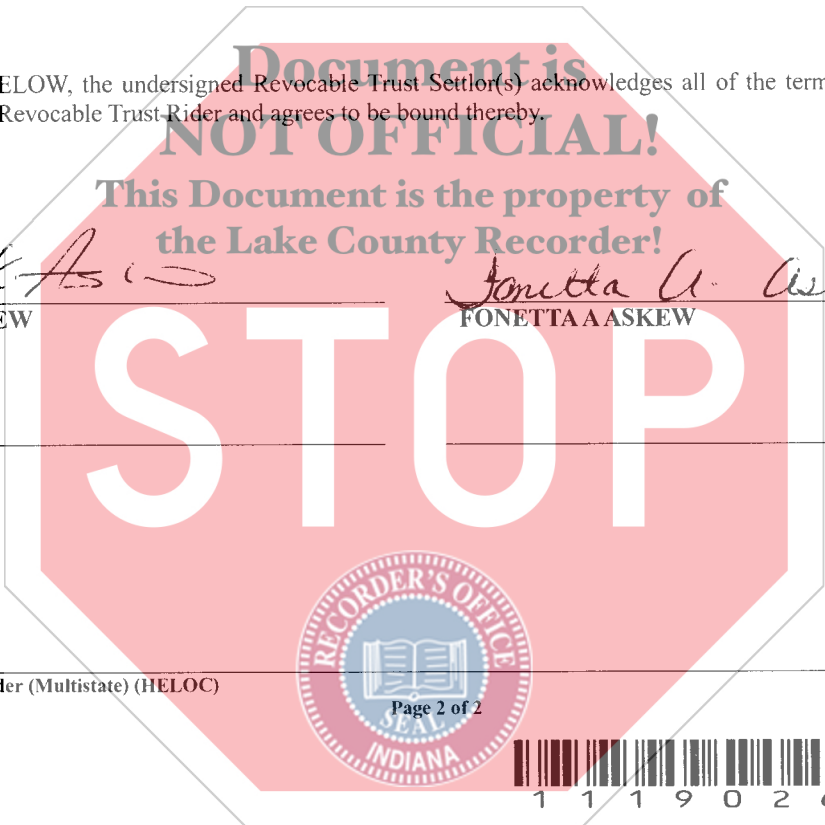 Document is
ELOW, the undersigned Revocable Trust Settlor(s) acknowledges all of the term
Revocable Trust Rider and agrees to be bound thereby.
NOT OFFICIAL!
This Document is the property of
the Lake County Recorder!
Fonetta A. As
EW
FONETTA A ASKEW
STOP
RECORDER'S OFFICE
SEAL
INDIANA
der (Multistate) (HELOC)
Page 2 of 2
1 1 1 9 0 2